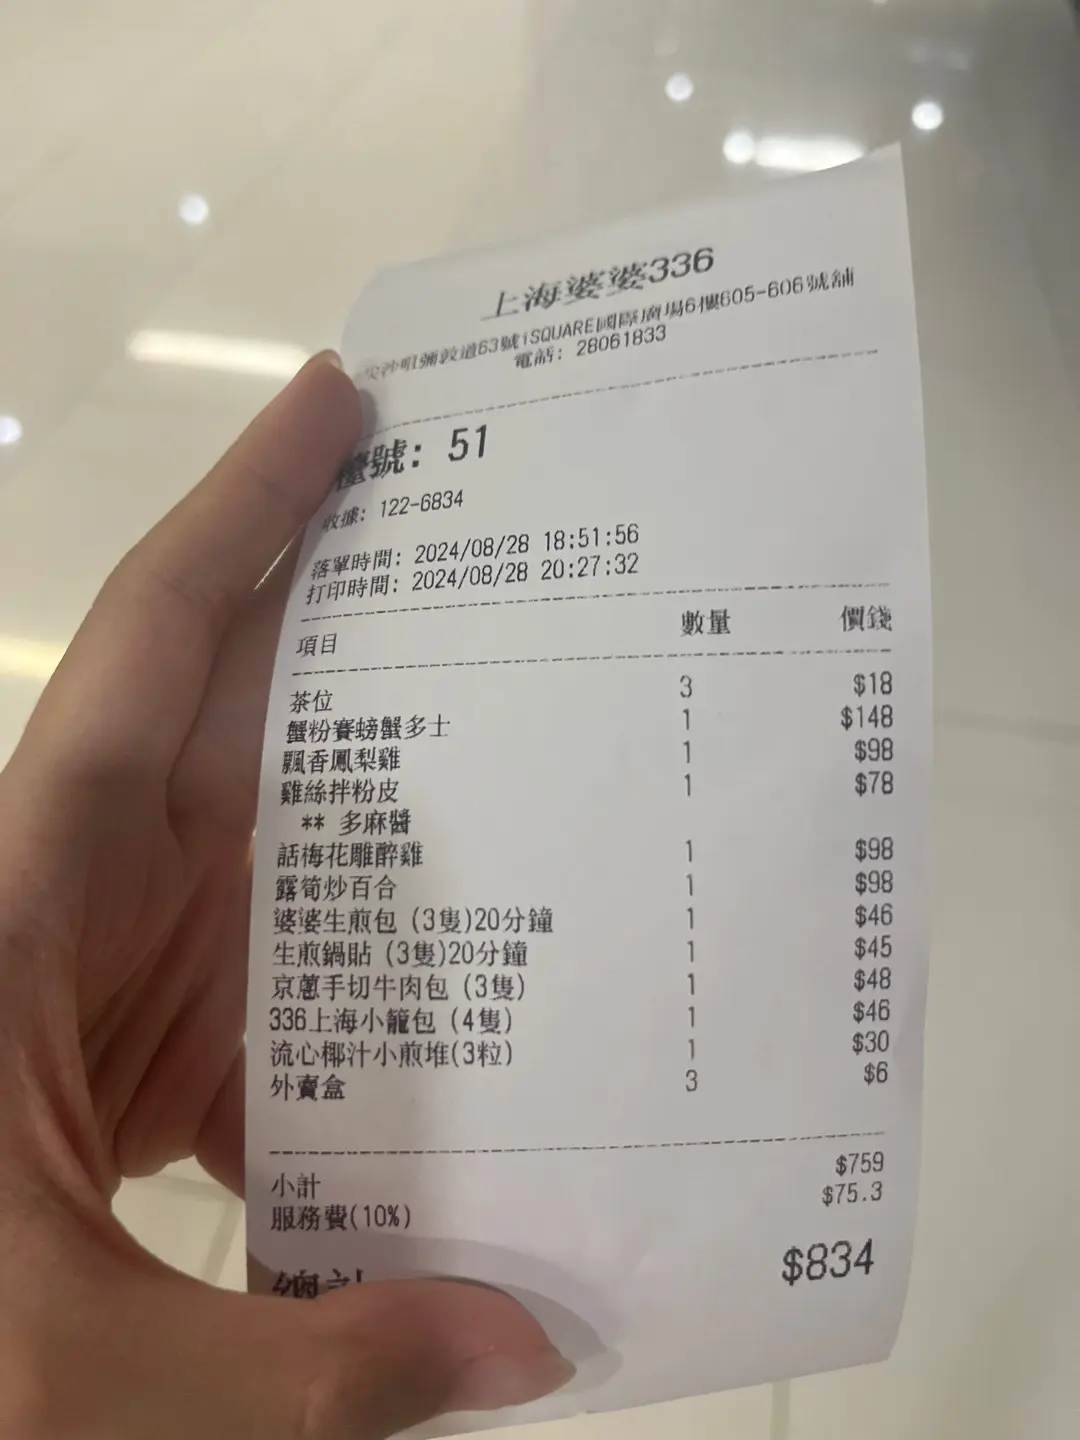 上海婆婆336
尖沙咀彌敦道63號iSQUARE國際廣場6樓605-606號舖
電話: 28061833
檯號: 51
收據: 122-6834
落單時間: 2024/08/28 18:51:56
打印時間: 2024/08/28 20:27:32
項目 數量 價錢
茶位 3 $18
蟹粉賽螃蟹多士 1 $148
飄香鳳梨雞 1 $98
雞絲拌粉皮 1 $78
** 多麻醬
話梅花雕醉雞 1 $98
露筍炒百合 1 $98
婆婆生煎包 (3隻)20分鐘 1 $46
生煎鍋貼 (3隻)20分鐘 1 $45
京蔥手切牛肉包 (3隻) 1 $48
336上海小籠包 (4隻) 1 $46
流心椰汁小煎堆(3粒) 1 $30
外賣盒 3 $6
小計 $759
服務費(10%) $75.3
總計 $834